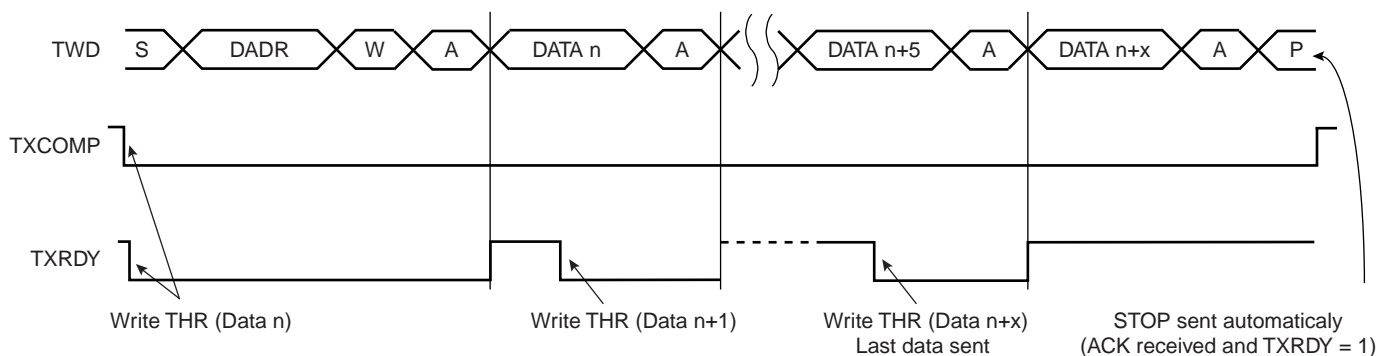 TWD S DADR W A DATA n A DATA n+5 A DATA n+x A P
TXCOMP
TXRDY
Write THR (Data n) Write THR (Data n+1) Write THR (Data n+x) STOP sent automaticaly
Last data sent (ACK received and TXRDY = 1)